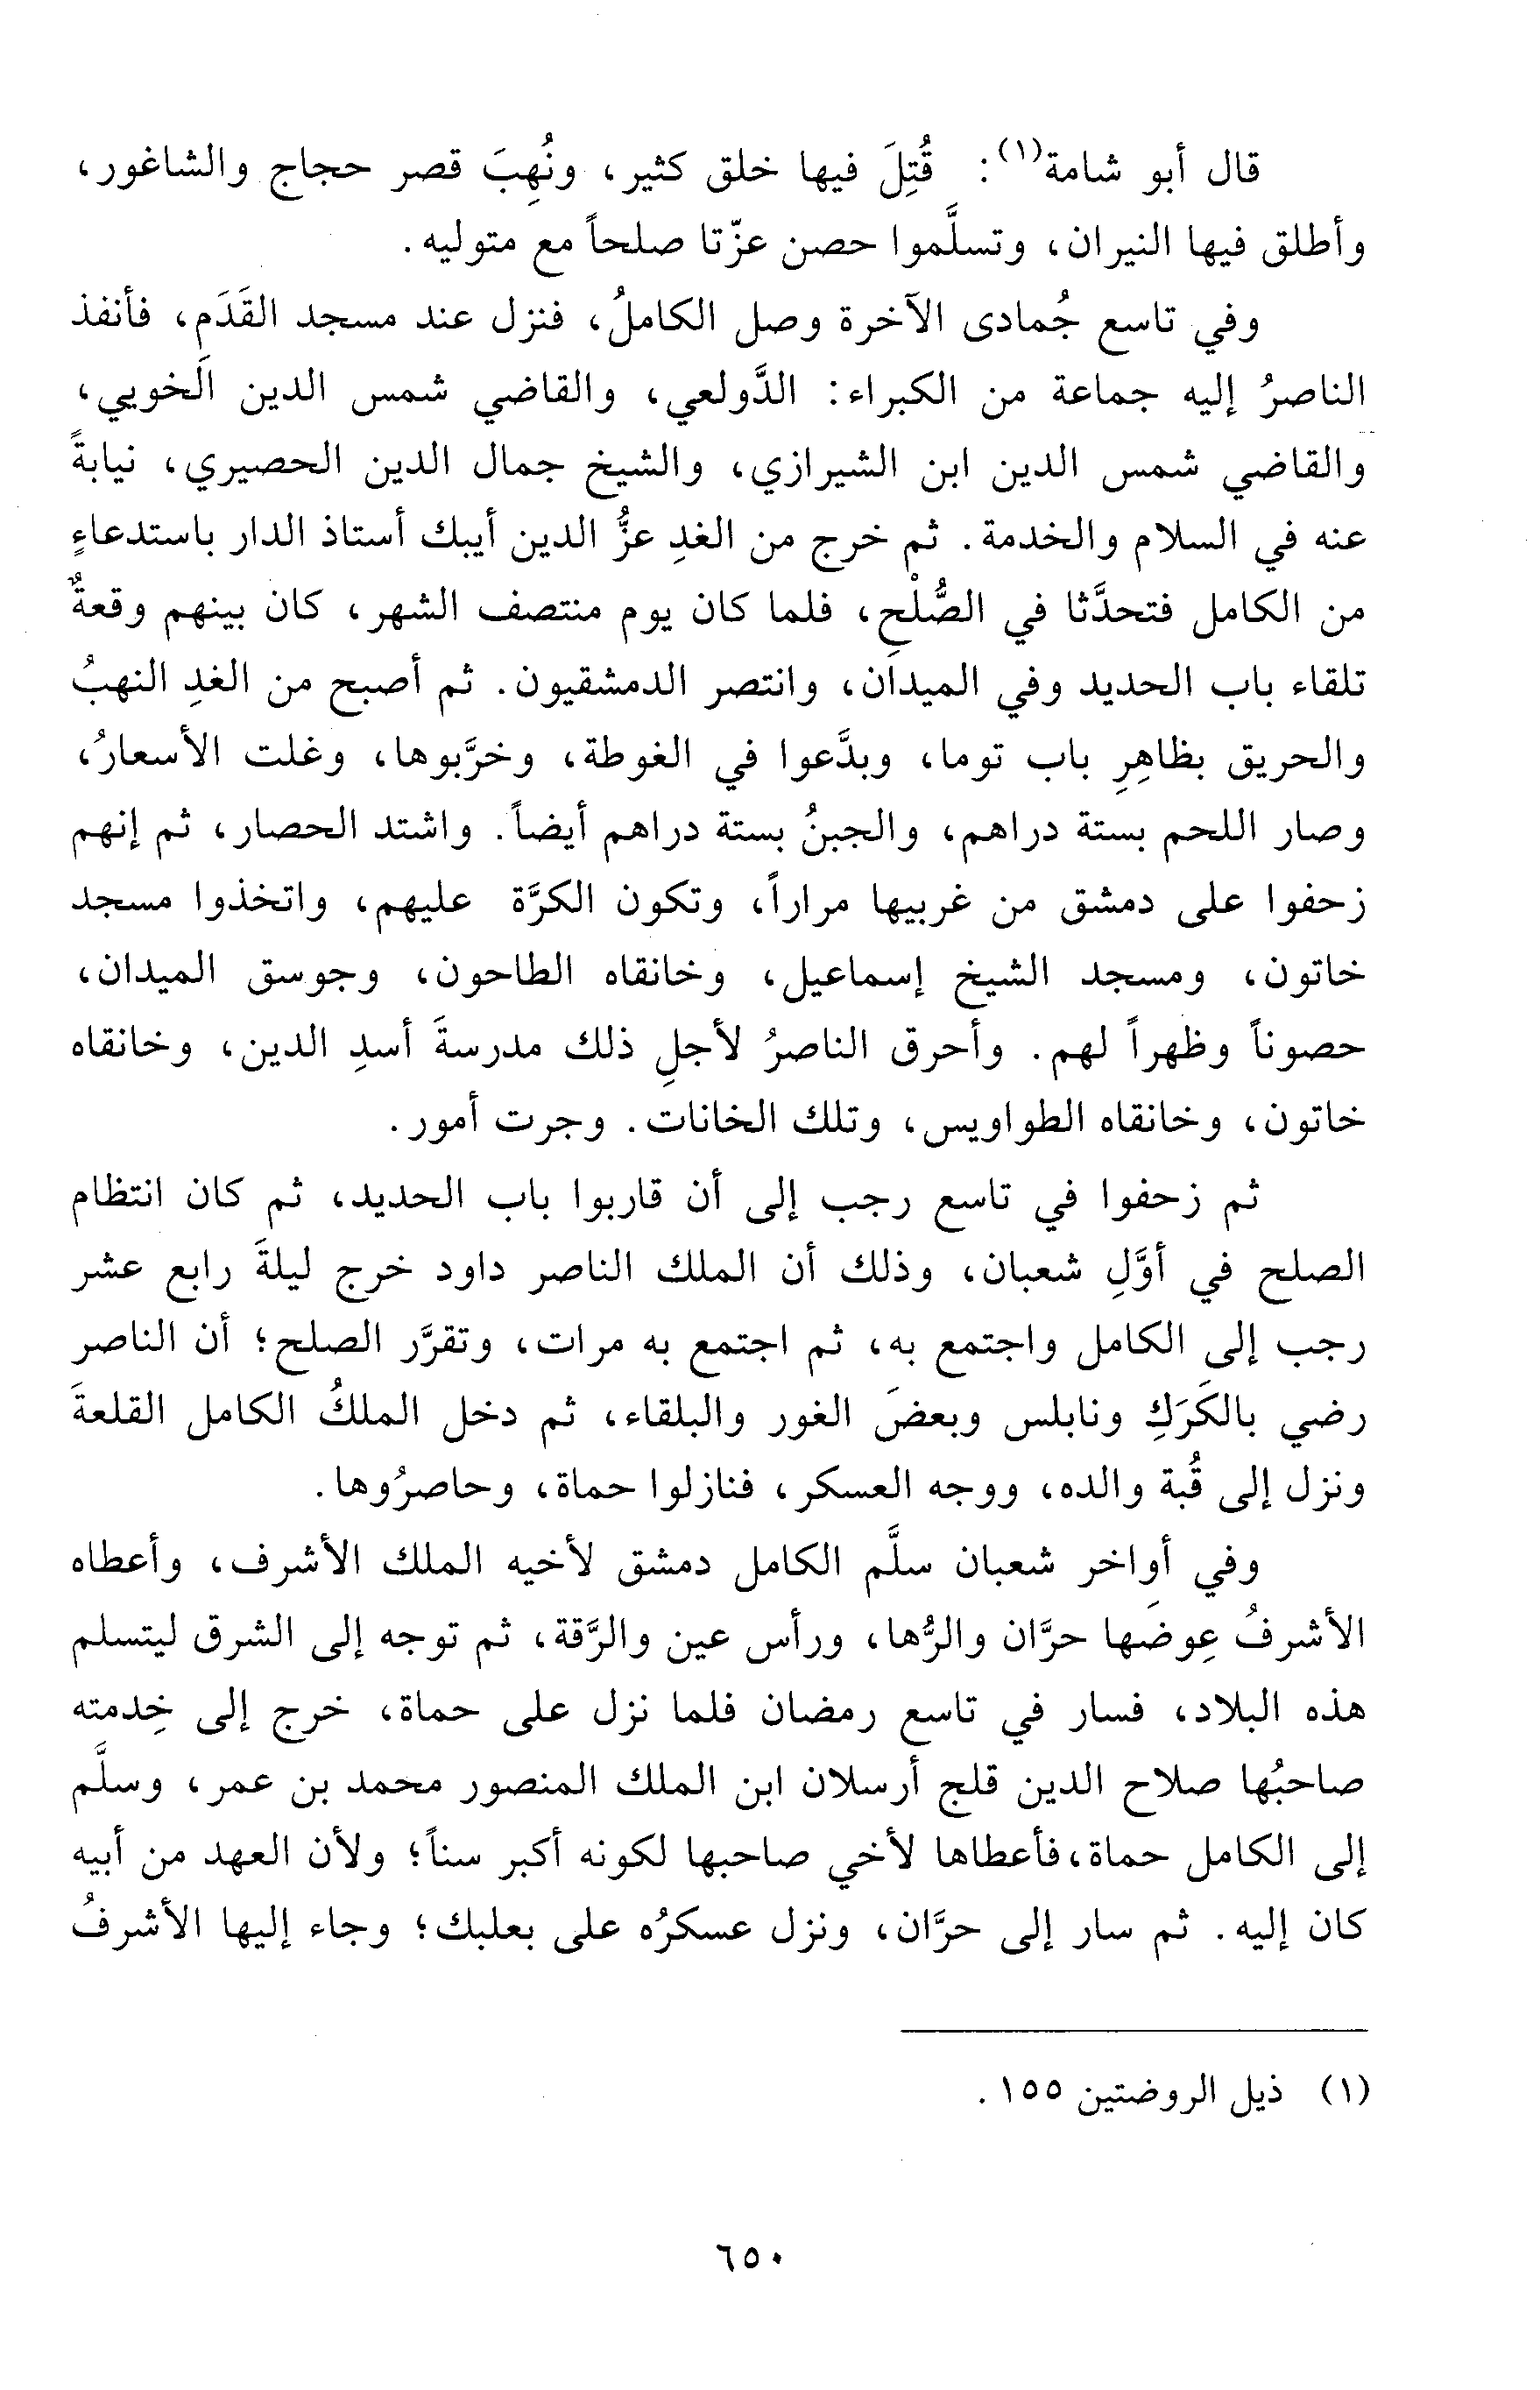 قال أبو شامة(١): قُتِلَ فيها خلق كثير، ونُهِبَ قصر حجاج والشاغور،
وأطلق فيها النيران، وتسلَّموا حصن عزّتا صلحاً مع متوليه.
وفي تاسع جُمادى الآخرة وصل الكاملُ، فنزل عند مسجد القَدَم، فأنفذ
الناصرُ إليه جماعة من الكبراء: الدَّولعي، والقاضي شمس الدين الخويي،
والقاضي شمس الدين ابن الشيرازي، والشيخ جمال الدين الحصيري، نيابةً
عنه في السلام والخدمة. ثم خرج من الغدِ عزُّ الدين أيبك أستاذ الدار باستدعاءٍ
من الكامل فتحدَّثا في الصُّلْحِ، فلما كان يوم منتصف الشهر، كان بينهم وقعةٌ
تلقاء باب الحديد وفي الميدان، وانتصر الدمشقيون. ثم أصبح من الغدِ النهبُ
والحريق بظاهِرِ باب توما، وبدَّعوا في الغوطة، وخرَّبوها، وغلت الأسعارُ،
وصار اللحم بستة دراهم، والجبنُ بستة دراهم أيضاً. واشتد الحصار، ثم إنهم
زحفوا على دمشق من غربيها مراراً، وتكون الكرَّة عليهم، واتخذوا مسجد
خاتون، ومسجد الشيخ إسماعيل، وخانقاه الطاحون، وجوسق الميدان،
حصوناً وظهراً لهم. وأحرق الناصرُ لأجلِ ذلك مدرسةَ أسدِ الدين، وخانقاه
خاتون، وخانقاه الطواويس، وتلك الخانات. وجرت أمور.
ثم زحفوا في تاسع رجب إلى أن قاربوا باب الحديد، ثم كان انتظام
الصلح في أوَّلِ شعبان، وذلك أن الملك الناصر داود خرج ليلةَ رابع عشر
رجب إلى الكامل واجتمع به، ثم اجتمع به مرات، وتقرَّر الصلح؛ أن الناصر
رضي بالكَرَكِ ونابلس وبعضَ الغور والبلقاء، ثم دخل الملكُ الكامل القلعةَ
ونزل إلى قُبة والده، ووجه العسكر، فنازلوا حماة، وحاصرُوها.
وفي أواخر شعبان سلَّم الكامل دمشق لأخيه الملك الأشرف، وأعطاه
الأشرفُ عِوضَها حرَّان والرُّها، ورأس عين والرَّقة، ثم توجه إلى الشرق ليتسلم
هذه البلاد، فسار في تاسع رمضان فلما نزل على حماة، خرج إلى خِدمته
صاحبُها صلاح الدين قلج أرسلان ابن الملك المنصور محمد بن عمر، وسلَّم
إلى الكامل حماة،فأعطاها لأخي صاحبها لكونه أكبر سناً؛ ولأن العهد من أبيه
كان إليه. ثم سار إلى حرَّان، ونزل عسكرُه على بعلبك؛ وجاء إليها الأشرفُ
(١) ذيل الروضتين ١٥٥.
٦٥٠